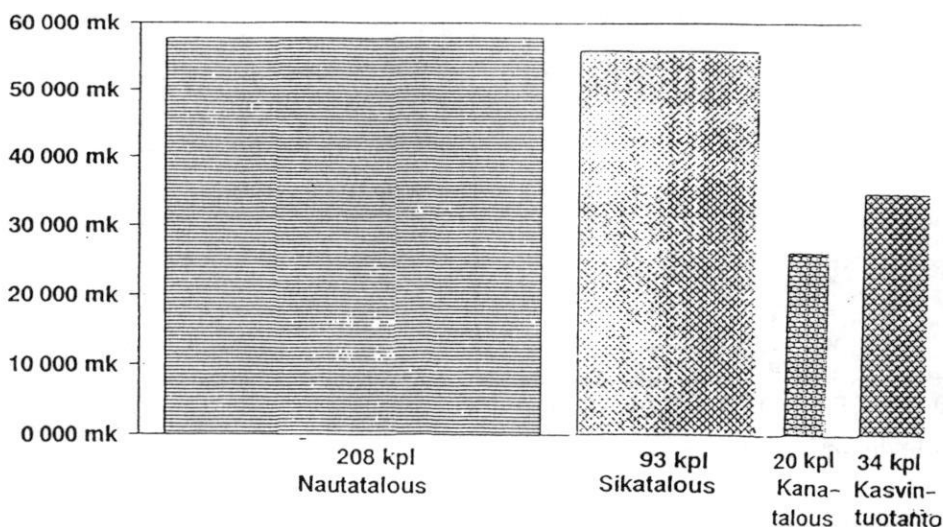 60 000 mk
50 000 mk
40 000 mk
30 000 mk
20 000 mk
10 000 mk
0 000 mk
208 kpl
Nautatalous
93 kpl
Sikatalous
20 kpl
Kana-
talous
34 kpl
Kasvin-
tuotanto